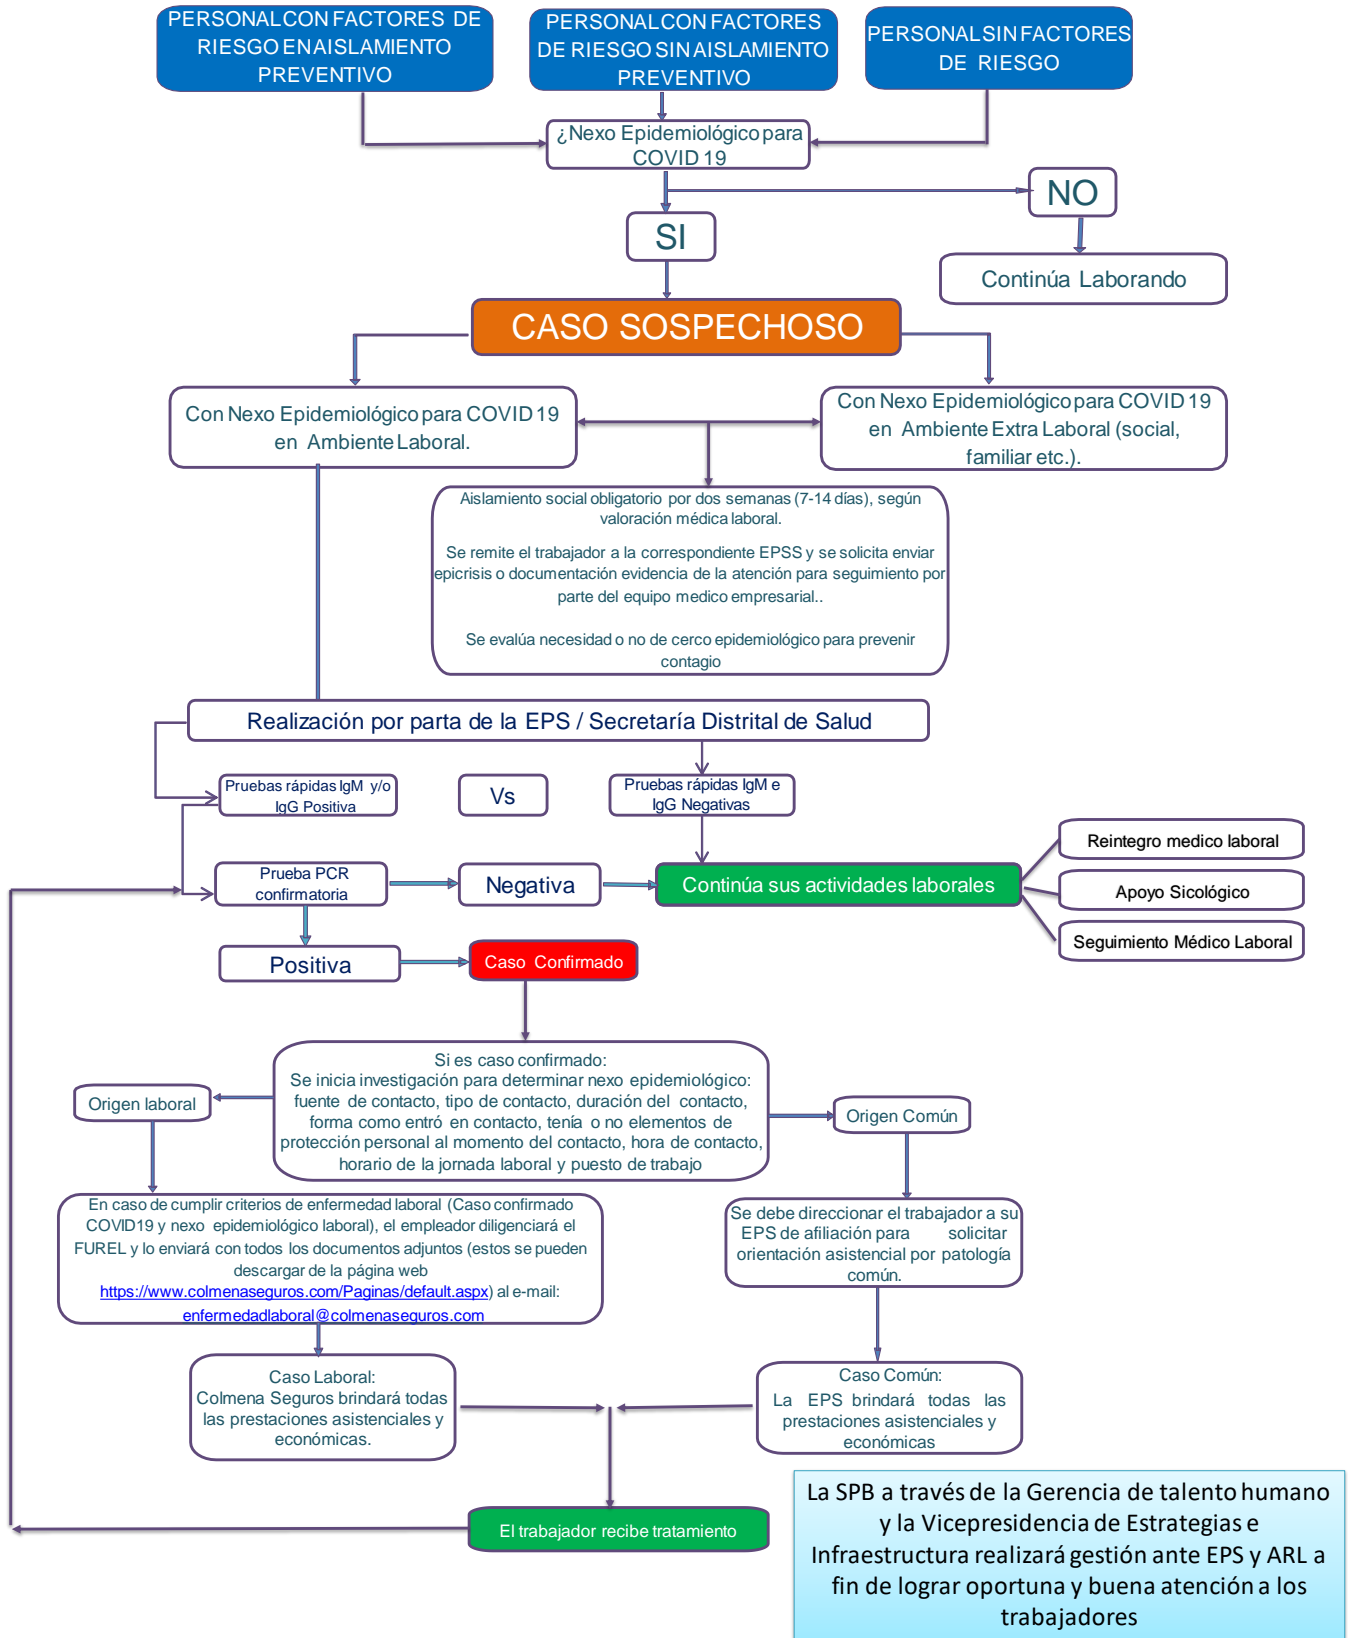 PERSONAL CON FACTORES DE
RIESGO EN AISLAMIENTO
PREVENTIVO
PERSONAL CON FACTORES
DE RIESGO SIN AISLAMIENTO
PREVENTIVO
PERSONAL SIN FACTORES
DE RIESGO
¿Nexo Epidemiológico para
COVID 19
NO
SI
Continúa Laborando
CASO SOSPECHOSO
Con Nexo Epidemiológico para COVID 19
en Ambiente Laboral.
Con Nexo Epidemiológico para COVID 19
en Ambiente Extra Laboral (social,
familiar etc.).
Aislamiento social obligatorio por dos semanas (7-14 días), según
valoración médica laboral.
Se remite el trabajador a la correspondiente EPSS y se solicita enviar
epicrisis o documentación evidencia de la atención para seguimiento por
parte del equipo medico empresarial..
Se evalúa necesidad o no de cerco epidemiológico para prevenir
contagio
Realización por parta de la EPS / Secretaría Distrital de Salud
Pruebas rápidas IgM y/o
IgG Positiva
Vs
Pruebas rápidas IgM e
IgG Negativas
Reintegro medico laboral
Prueba PCR
confirmatoria
Negativa
Continúa sus actividades laborales
Apoyo Sicológico
Seguimiento Médico Laboral
Positiva
Caso Confirmado
Si es caso confirmado:
Se inicia investigación para determinar nexo epidemiológico:
fuente de contacto, tipo de contacto, duración del contacto,
forma como entró en contacto, tenía o no elementos de
protección personal al momento del contacto, hora de contacto,
horario de la jornada laboral y puesto de trabajo
Origen laboral
Origen Común
En caso de cumplir criterios de enfermedad laboral (Caso confirmado
COVID19 y nexo epidemiológico laboral), el empleador diligenciará el
FUREL y lo enviará con todos los documentos adjuntos (estos se pueden
descargar de la página web
https://www.colmenaseguros.com/Paginas/default.aspx) al e-mail:
enfermedadlaboral@colmenaseguros.com
Se debe direccionar el trabajador a su
EPS de afiliación para solicitar
orientación asistencial por patología
común.
Caso Laboral:
Colmena Seguros brindará todas
las prestaciones asistenciales y
económicas.
Caso Común:
La EPS brindará todas las
prestaciones asistenciales y
económicas
El trabajador recibe tratamiento
La SPB a través de la Gerencia de talento humano
y la Vicepresidencia de Estrategias e
Infraestructura realizará gestión ante EPS y ARL a
fin de lograr oportuna y buena atención a los
trabajadores